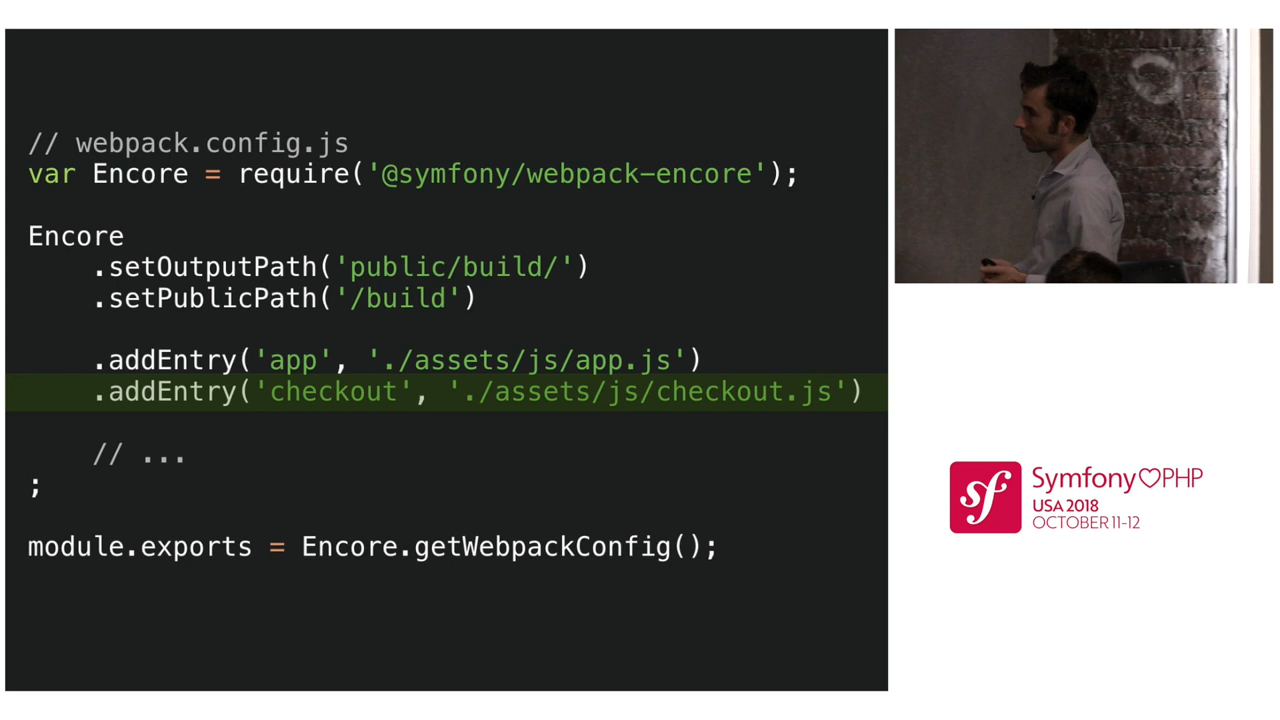 // webpack.config.js
var Encore = require('@symfony/webpack-encore');
Encore
.setOutputPath('public/build/')
.setPublicPath('/build')
.addEntry('app', './assets/js/app.js')
.addEntry('checkout', './assets/js/checkout.js')
// ...
;
module.exports = Encore.getWebpackConfig();
sf
Symfony♡PHP
USA 2018
OCTOBER 11-12